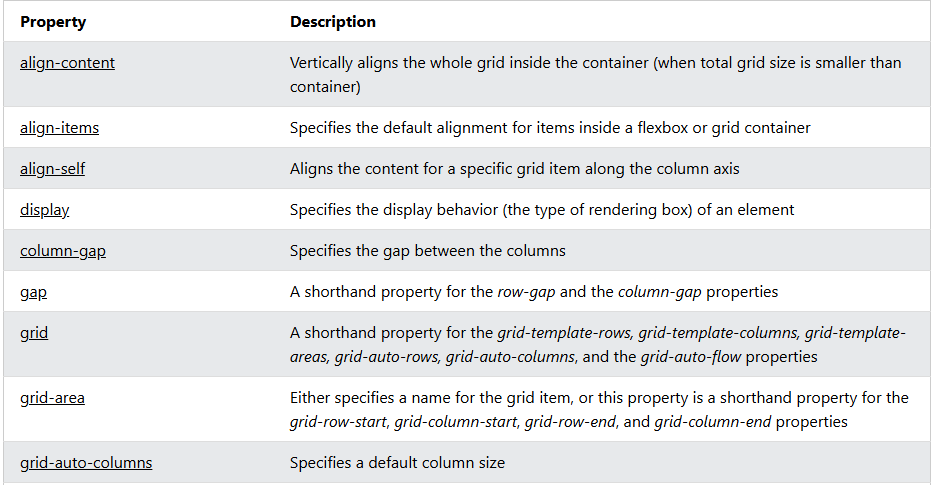 Property Description
align-content Vertically aligns the whole grid inside the container (when total grid size is smaller than
container)
align-items Specifies the default alignment for items inside a flexbox or grid container
align-self Aligns the content for a specific grid item along the column axis
display Specifies the display behavior (the type of rendering box) of an element
column-gap Specifies the gap between the columns
gap A shorthand property for the row-gap and the column-gap properties
grid A shorthand property for the grid-template-rows, grid-template-columns, grid-template-
areas, grid-auto-rows, grid-auto-columns, and the grid-auto-flow properties
grid-area Either specifies a name for the grid item, or this property is a shorthand property for the
grid-row-start, grid-column-start, grid-row-end, and grid-column-end properties
grid-auto-columns Specifies a default column size